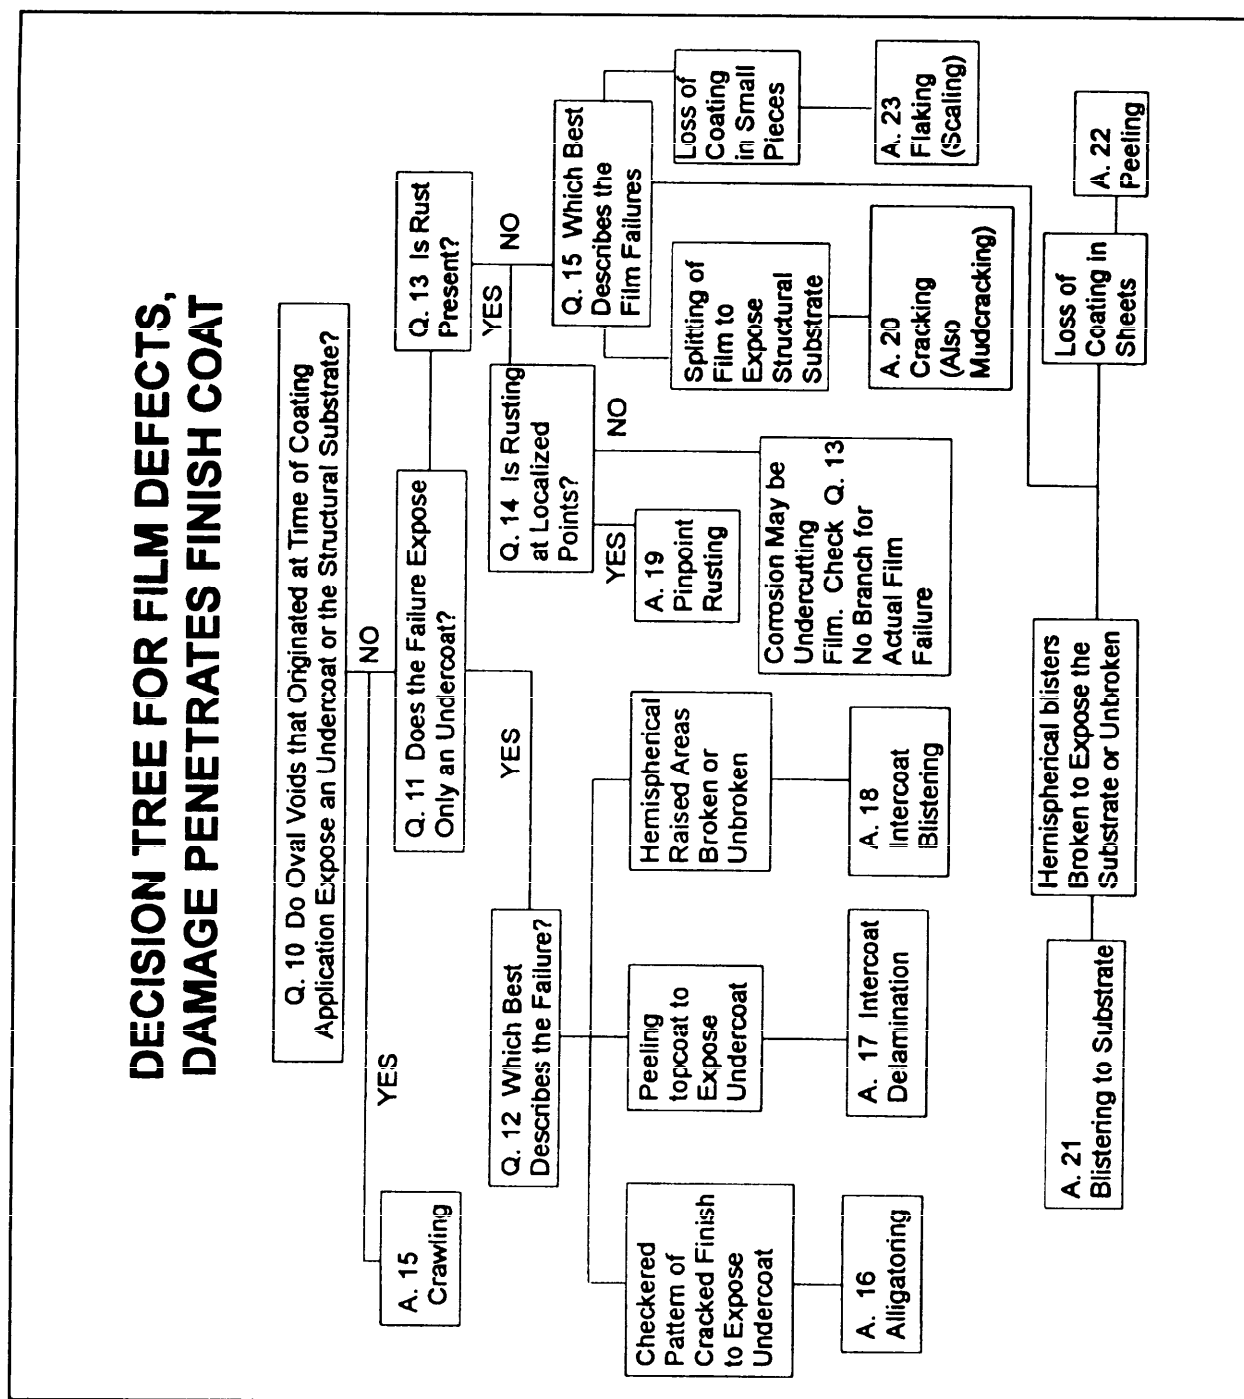 DECISION TREE FOR FILM DEFECTS,
DAMAGE PENETRATES FINISH COAT
Q. 10 Do Oval Voids that Originated at Time of Coating
Application Expose an Undercoat or the Structural Substrate?
YES
NO
A. 15
Crawling
Q. 11 Does the Failure Expose
Only an Undercoat?
YES
Q. 13 Is Rust
Present?
YES
NO
Q. 12 Which Best
Describes the Failure?
Q. 14 Is Rusting
at Localized
Points?
YES
NO
Q. 15 Which Best
Describes the
Film Failures
Checkered
Pattern of
Cracked Finish
to Expose
Undercoat
Peeling
topcoat to
Expose
Undercoat
Hemispherical
Raised Areas
Broken or
Unbroken
A. 19
Pinpoint
Rusting
Splitting of
Film to
Expose
Structural
Substrate
Loss of
Coating
in Small
Pieces
Corrosion May be
Undercutting
Film. Check Q. 13
No Branch for
Actual Film
Failure
A. 16
Alligatoring
A. 17 Intercoat
Delamination
A. 18
Intercoat
Blistering
A. 20
Cracking
(Also
Mudcracking)
A. 23
Flaking
(Scaling)
A. 21
Blistering to Substrate
Hemispherical blisters
Broken to Expose the
Substrate or Unbroken
Loss of
Coating in
Sheets
A. 22
Peeling